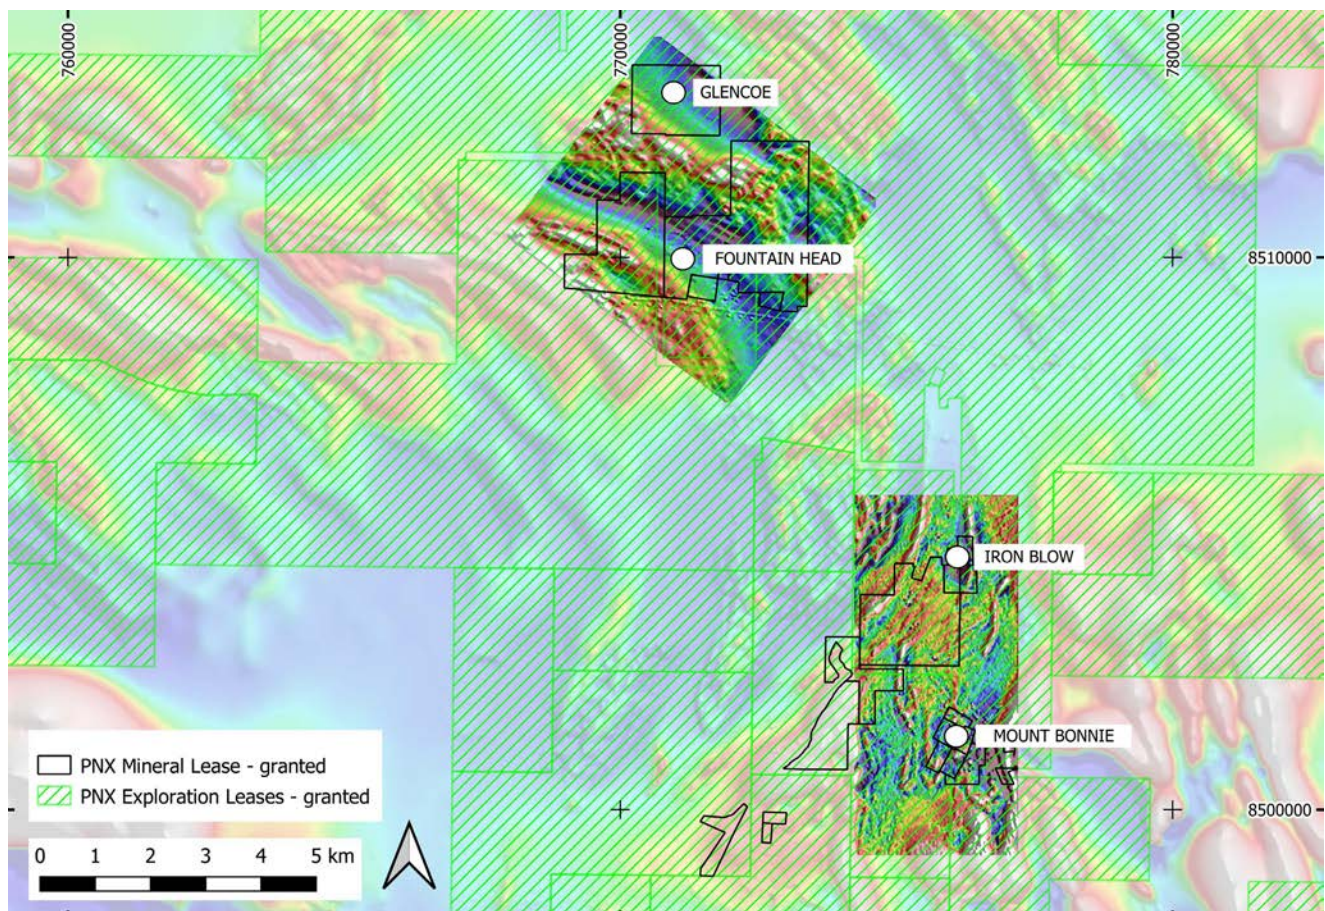 760000
770000
780000
GLENCOE
FOUNTAIN HEAD
8510000
IRON BLOW
MOUNT BONNIE
PNX Mineral Lease - granted
PNX Exploration Leases - granted
8500000
0 1 2 3 4 5 km